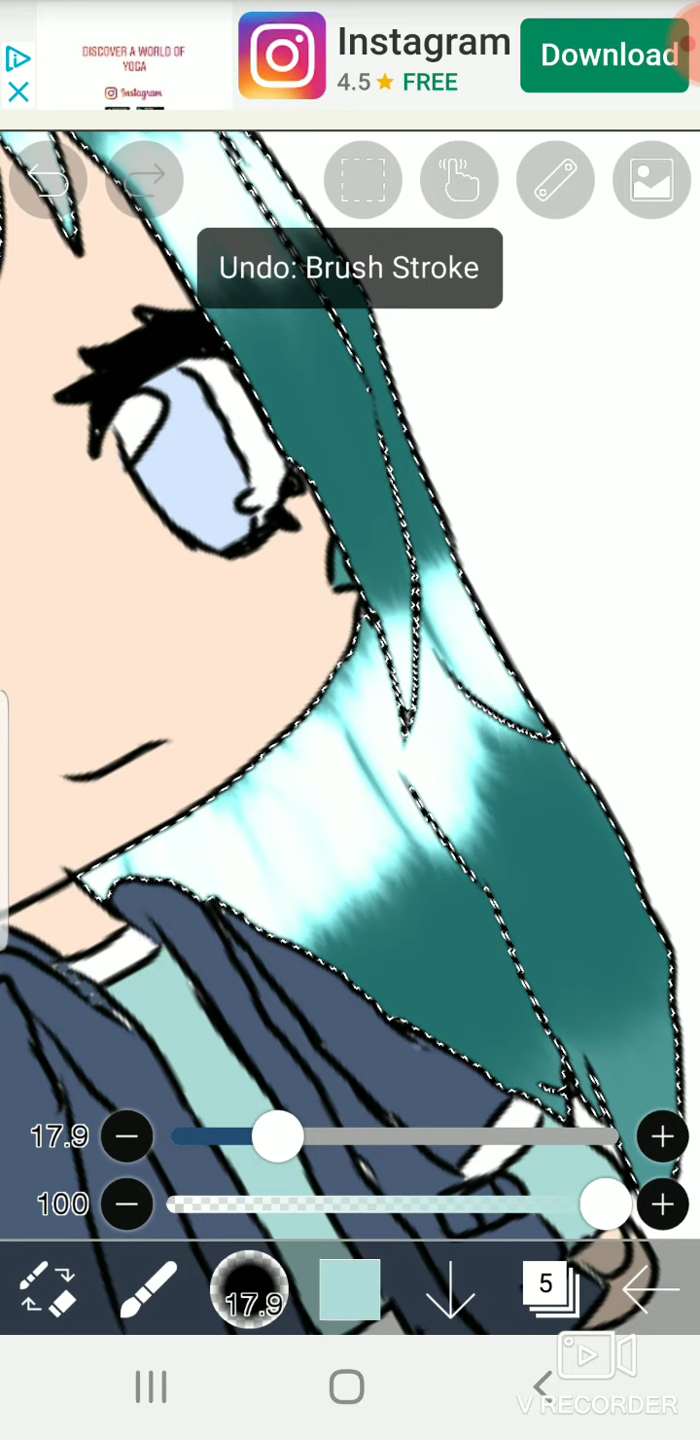 DISCOVER A WORLD OF
YOGA
Instagram
Instagram
4.5 ★ FREE
Download
Undo: Brush Stroke
17.9
100
17.9
5
V RECORDER